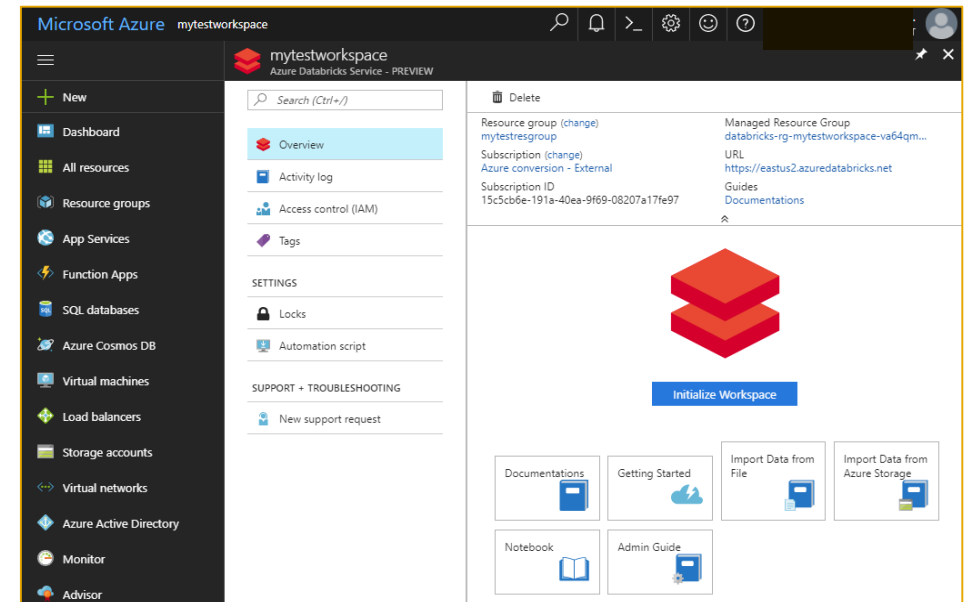 Microsoft Azure mytestworkspace
mytestworkspace
Azure Databricks Service - PREVIEW
New
Dashboard
All resources
Resource groups
App Services
Function Apps
SQL databases
Azure Cosmos DB
Virtual machines
Load balancers
Storage accounts
Virtual networks
Azure Active Directory
Monitor
Advisor
Search (Ctrl+/)
Overview
Activity log
Access control (IAM)
Tags
SETTINGS
Locks
Automation script
SUPPORT + TROUBLESHOOTING
New support request
Delete
Resource group (change)
mytestresgroup
Subscription (change)
Azure conversion - External
Subscription ID
15c5cb6e-191a-40ea-9f69-08207a17fe97
Managed Resource Group
databricks-rg-mytestworkspace-va64qm...
URL
https://eastus2.azuredatabricks.net
Guides
Documentations
Initialize Workspace
Documentations
Getting Started
Import Data from
File
Import Data from
Azure Storage
Notebook
Admin Guide